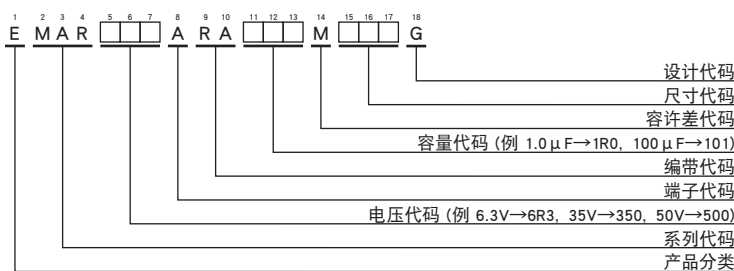 1 2 3 4 5 6 7 8 9 10 11 12 13 14 15 16 17 18
E MAR □□□ A RA □□□ M □□□ G
设计代码
尺寸代码
容许差代码
容量代码 (例 1.0μF→1R0, 100μF→101)
编带代码
端子代码
电压代码 (例 6.3V→6R3, 35V→350, 50V→500)
系列代码
产品分类